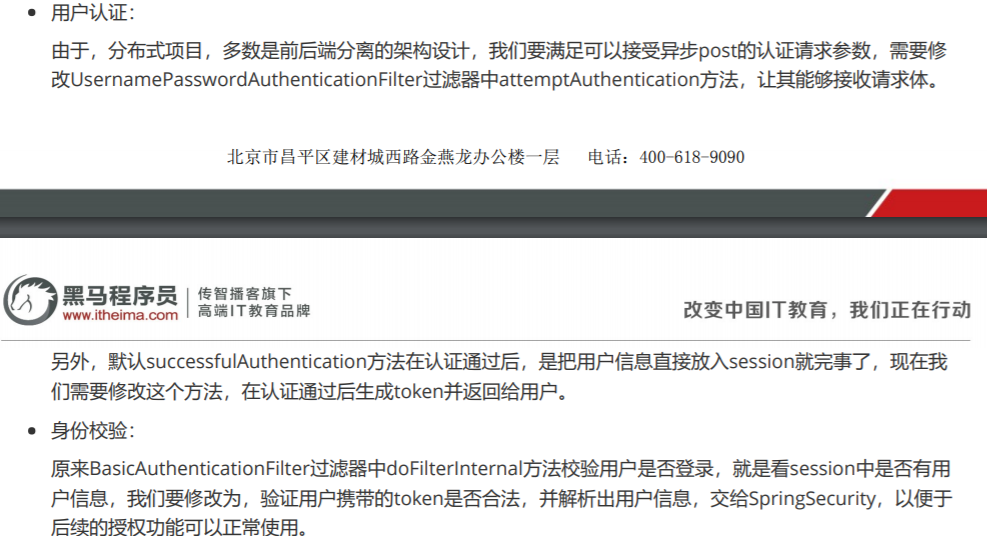 • 用户认证：
由于，分布式项目，多数是前后端分离的架构设计，我们要满足可以接受异步post的认证请求参数，需要修
改UsernamePasswordAuthenticationFilter过滤器中attemptAuthentication方法，让其能够接收请求体。
北京市昌平区建材城西路金燕龙办公楼一层 电话：400-618-9090
黑马程序员
www.itheima.com
传智播客旗下
高端IT教育品牌
改变中国IT教育，我们正在行动
另外，默认successfulAuthentication方法在认证通过后，是把用户信息直接放入session就完事了，现在我
们需要修改这个方法，在认证通过后生成token并返回给用户。
• 身份校验：
原来BasicAuthenticationFilter过滤器中doFilterInternal方法校验用户是否登录，就是看session中是否有用
户信息，我们要修改为，验证用户携带的token是否合法，并解析出用户信息，交给SpringSecurity，以便于
后续的授权功能可以正常使用。